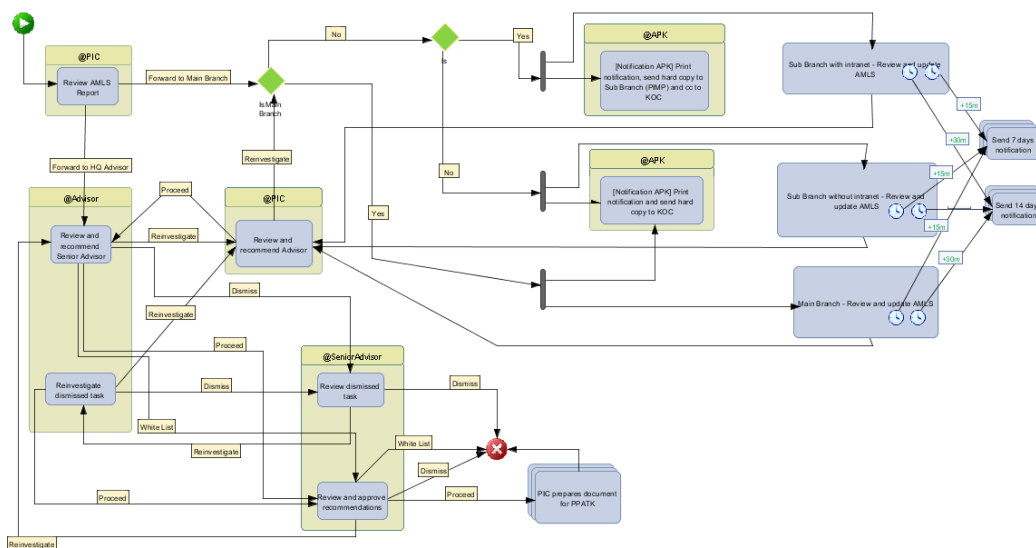 @PIC
Review AMLS
Report
Forward to Main Branch
No
Is
Yes
IsMain
Branch
@APK
[Notification APK] Print
notification, send hard copy to
Sub Branch (PIMP) and cc to
KOC
Sub Branch with intranet - Review and update
AMLS
+15m
+30m
Send 7 days
notification
Forward to HQ Advisor
Reinvestigate
No
@APK
[Notification APK] Print
notification and send hard
copy to KOC
Sub Branch without intranet - Review and
update AMLS
+15m
Send 14 day
notification
+15m
+30m
@Advisor
Proceed
@PIC
Yes
Review and
recommend
Senior Advisor
Reinvestigate
Review and
recommend Advisor
Dismiss
Reinvestigate
Main Branch - Review and update AMLS
Proceed
@SeniorAdvisor
Reinvestigate
dismissed task
Dismiss
Review dismissed
task
Dismiss
White List
Reinvestigate
White List
Dismiss
Proceed
Review and approve
recommendations
Proceed
PIC prepares document
for PPATK
Reinvestigate